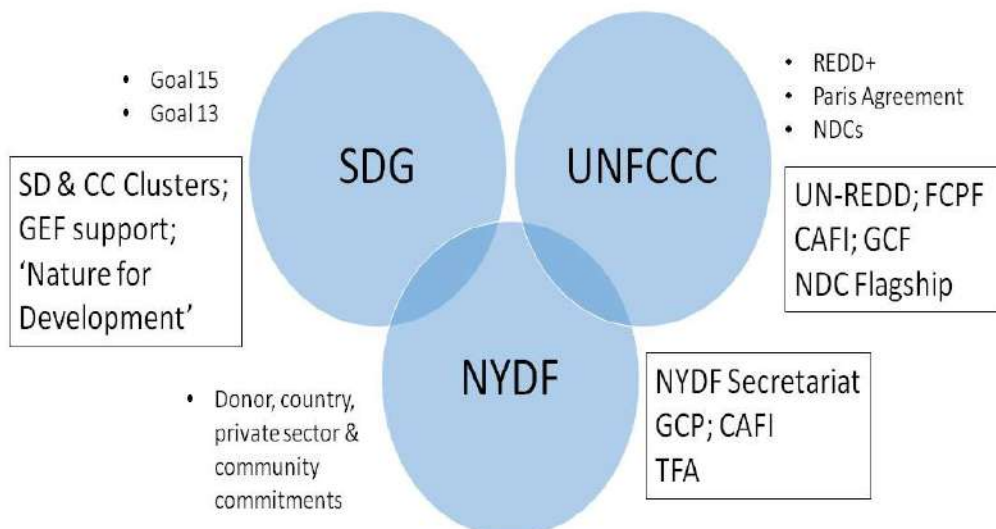 • Goal 15
• Goal 13
SDG
UNFCCC
• REDD+
• Paris Agreement
• NDCs
SD & CC Clusters;
GEF support;
‘Nature for
Development’
UN-REDD; FCPF
CAFI; GCF
NDC Flagship
NYDF
• Donor, country,
private sector &
community
commitments
NYDF Secretariat
GCP; CAFI
TFA